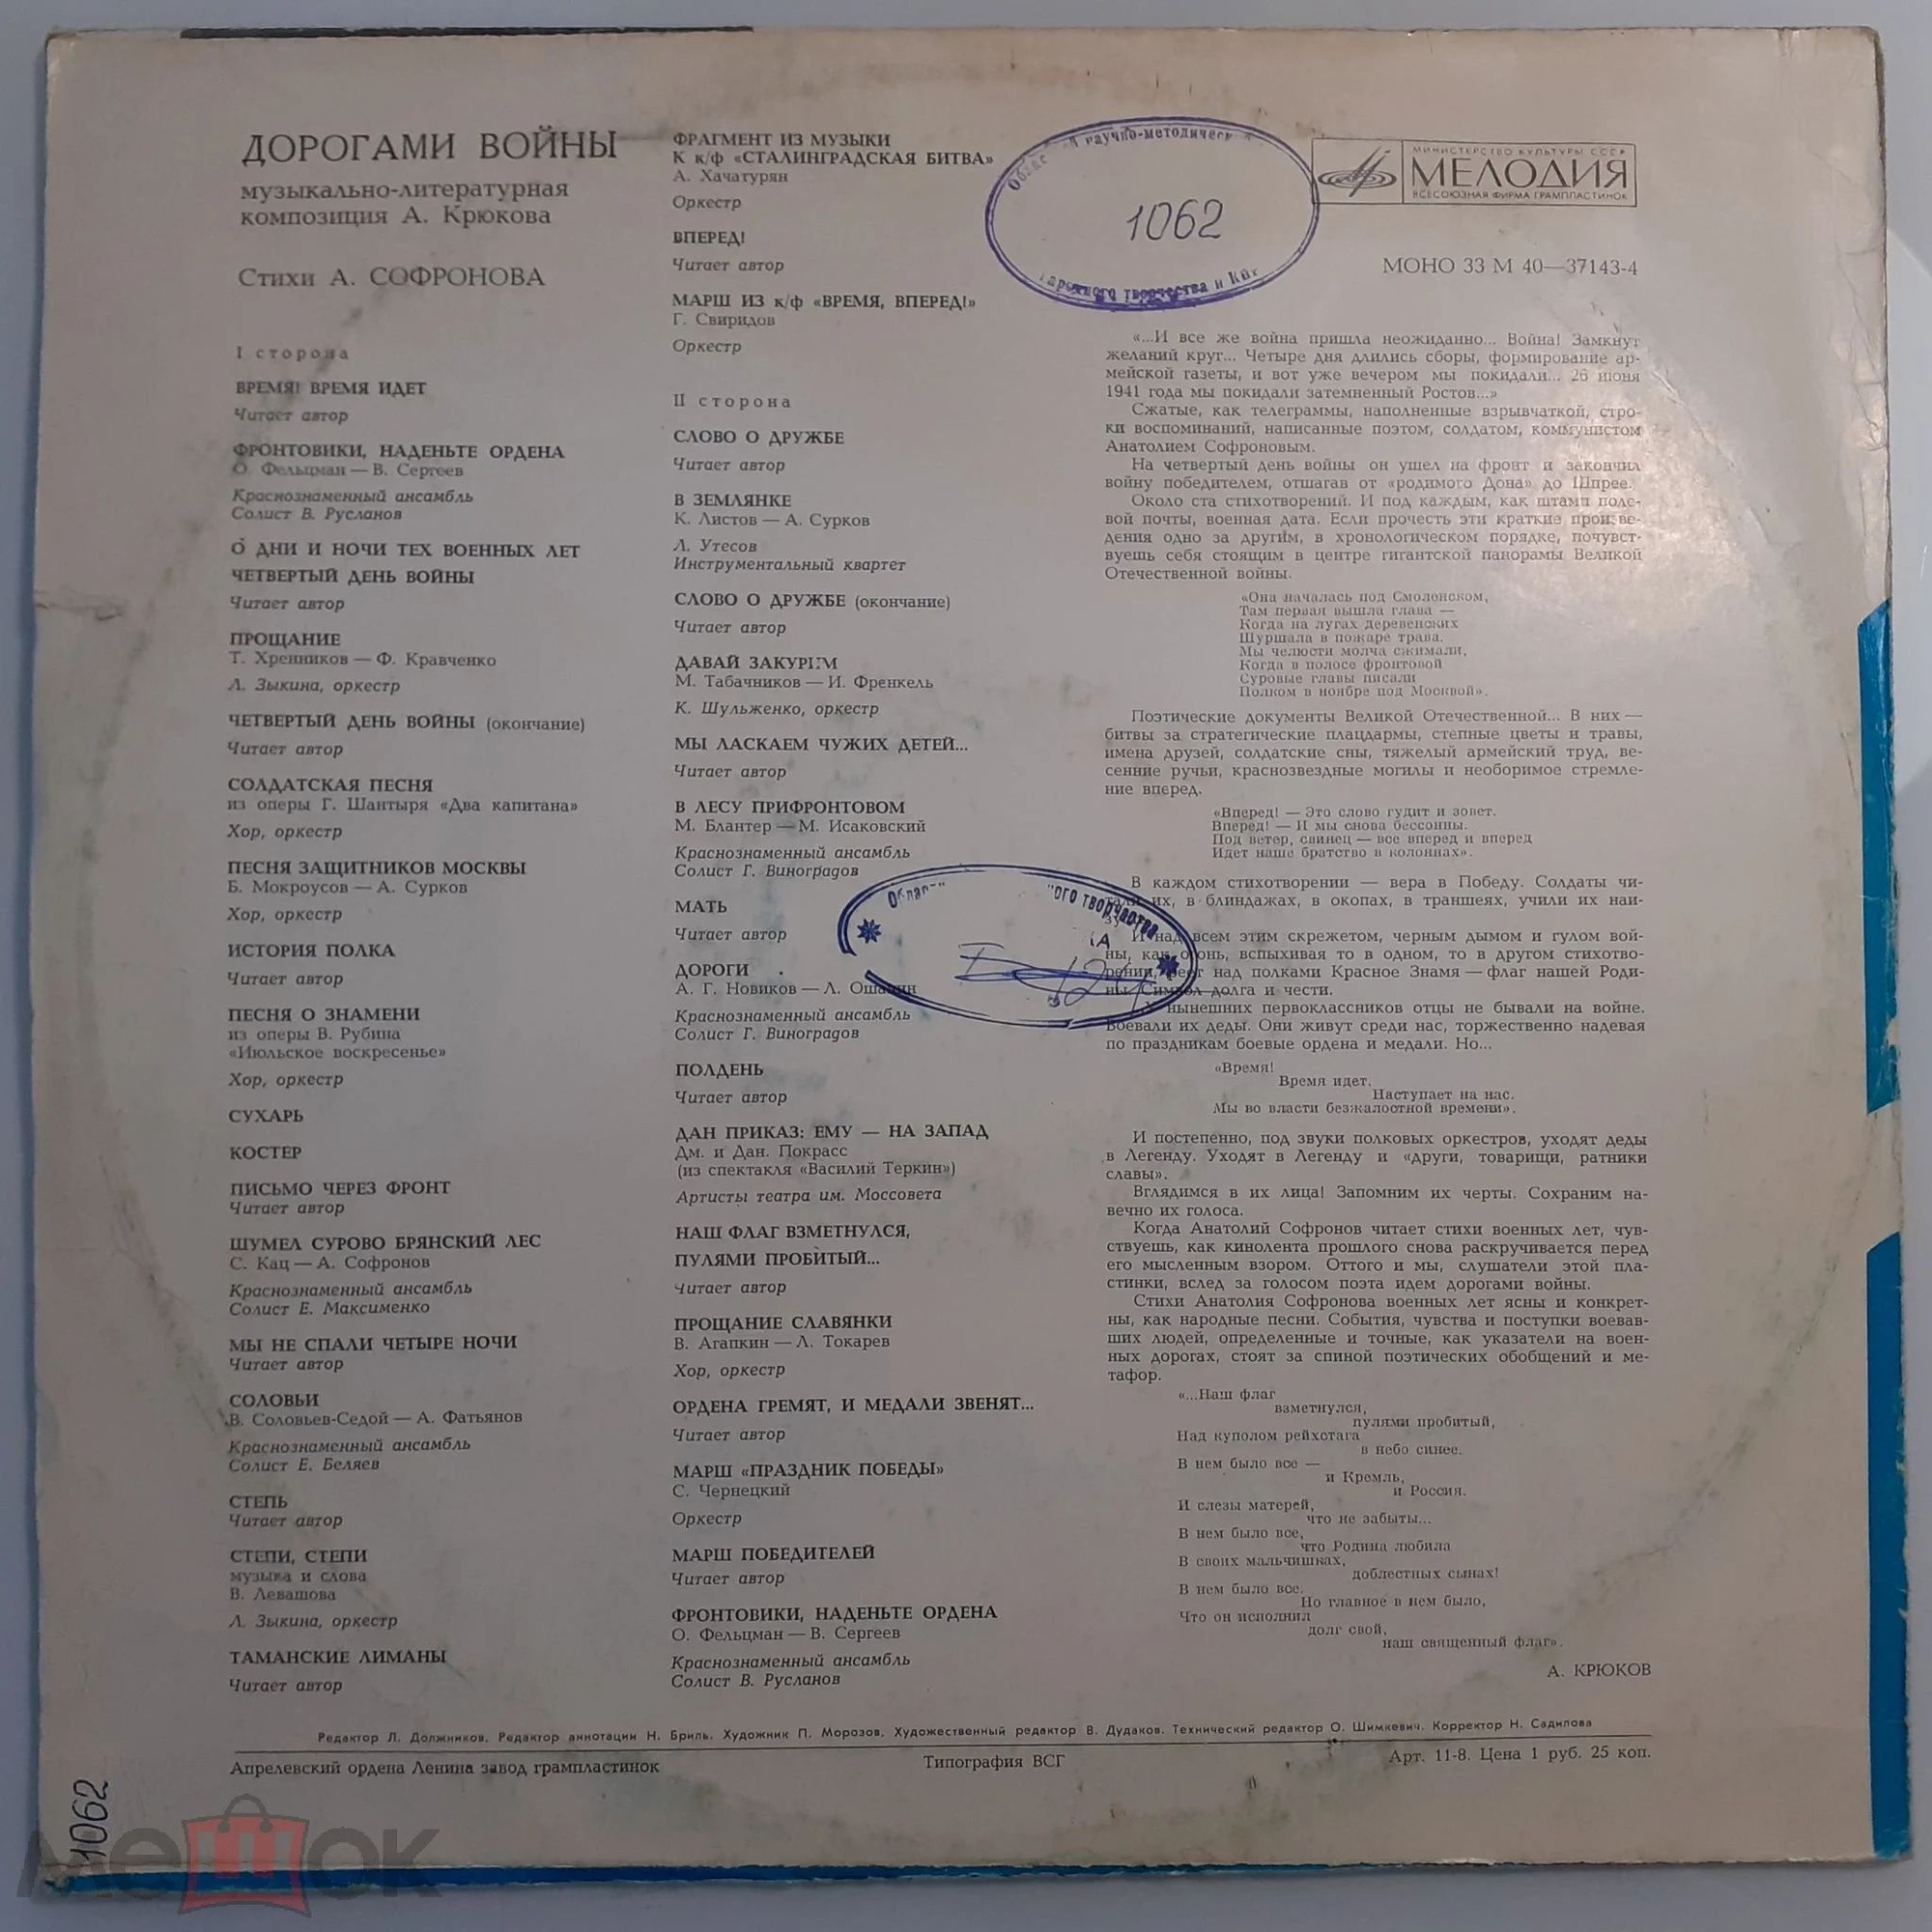 ДОРОГАМИ ВОЙНЫ
музыкально-литературная
композиция А. Крюкова
Стихи А. СОФРОНОВА
I сторона
ВРЕМЯ! ВРЕМЯ ИДЕТ
Читает автор
ФРОНТОВИКИ, НАДЕНЬТЕ ОРДЕНА
О. Фельцман — В. Сергеев
Краснознаменный ансамбль
Солист В. Русланов
О ДНИ И НОЧИ ТЕХ ВОЕННЫХ ЛЕТ
ЧЕТВЕРТЫЙ ДЕНЬ ВОЙНЫ
Читает автор
ПРОЩАНИЕ
Т. Хренников — Ф. Кравченко
Л. Зыкина, оркестр
ЧЕТВЕРТЫЙ ДЕНЬ ВОЙНЫ (окончание)
Читает автор
СОЛДАТСКАЯ ПЕСНЯ
из оперы Г. Шантыря «Два капитана»
Хор, оркестр
ПЕСНЯ ЗАЩИТНИКОВ МОСКВЫ
Б. Мокроусов — А. Сурков
Хор, оркестр
ИСТОРИЯ ПОЛКА
Читает автор
ПЕСНЯ О ЗНАМЕНИ
из оперы В. Рубина
«Июльское воскресенье»
Хор, оркестр
СУХАРЬ
КОСТЕР
ПИСЬМО ЧЕРЕЗ ФРОНТ
Читает автор
ШУМЕЛ СУРОВО БРЯНСКИЙ ЛЕС
С. Кац — А. Софронов
Краснознаменный ансамбль
Солист Е. Максименко
МЫ НЕ СПАЛИ ЧЕТЫРЕ НОЧИ
Читает автор
СОЛОВЬИ
В. Соловьев-Седой — А. Фатьянов
Краснознаменный ансамбль
Солист Е. Беляев
СТЕПЬ
Читает автор
СТЕПИ, СТЕПИ
музыка и слова
В. Левашова
Л. Зыкина, оркестр
ТАМАНСКИЕ ЛИМАНЫ
Читает автор
ФРАГМЕНТ ИЗ МУЗЫКИ
К к/ф «СТАЛИНГРАДСКАЯ БИТВА»
А. Хачатурян
Оркестр
ВПЕРЕД!
Читает автор
МАРШ ИЗ к/ф «ВРЕМЯ, ВПЕРЕД!»
Г. Свиридов
Оркестр
II сторона
СЛОВО О ДРУЖБЕ
Читает автор
В ЗЕМЛЯНКЕ
К. Листов — А. Сурков
Л. Утесов
Инструментальный квартет
СЛОВО О ДРУЖБЕ (окончание)
Читает автор
ДАВАЙ ЗАКУРИМ
М. Табачников — И. Френкель
К. Шульженко, оркестр
МЫ ЛАСКАЕМ ЧУЖИХ ДЕТЕЙ...
Читает автор
В ЛЕСУ ПРИФРОНТОВОМ
М. Блантер — М. Исаковский
Краснознаменный ансамбль
Солист Г. Виноградов
МАТЬ
Читает автор
ДОРОГИ
А. Г. Новиков — Л. Ошанин
Краснознаменный ансамбль
Солист Г. Виноградов
ПОЛДЕНЬ
Читает автор
ДАН ПРИКАЗ: ЕМУ — НА ЗАПАД
Дм. и Дан. Покрасс
(из спектакля «Василий Теркин»)
Артисты театра им. Моссовета
НАШ ФЛАГ ВЗМЕТНУЛСЯ,
ПУЛЯМИ ПРОБИТЫЙ...
Читает автор
ПРОЩАНИЕ СЛАВЯНКИ
В. Агапкин — Л. Токарев
Хор, оркестр
ОРДЕНА ГРЕМЯТ, И МЕДАЛИ ЗВЕНЯТ...
Читает автор
МАРШ «ПРАЗДНИК ПОБЕДЫ»
С. Чернецкий
Оркестр
МАРШ ПОБЕДИТЕЛЕЙ
Читает автор
ФРОНТОВИКИ, НАДЕНЬТЕ ОРДЕНА
О. Фельцман — В. Сергеев
Краснознаменный ансамбль
Солист В. Русланов
научно-методическ
1062
творчества и
МИНИСТЕРСТВО КУЛЬТУРЫ СССР
МЕЛОДИЯ
ВСЕСОЮЗНАЯ ФИРМА ГРАМПЛАСТИНОК
МОНО 33 М 40—37143-4
«...И все же война пришла неожиданно... Война! Замкнут
желаний круг... Четыре дня длились сборы, формирование ар-
мейской газеты, и вот уже вечером мы покидали... 26 июня
1941 года мы покидали затемненный Ростов...»
Сжатые, как телеграммы, наполненные взрывчаткой, стро-
ки воспоминаний, написанные поэтом, солдатом, коммунистом
Анатолием Софроновым.
На четвертый день войны он ушел на фронт и закончил
войну победителем, отшагав от «родимого Дона» до Шпрее.
Около ста стихотворений. И под каждым, как штамп поле-
вой почты, военная дата. Если прочесть эти краткие произве-
дения одно за другим, в хронологическом порядке, почувст-
вуешь себя стоящим в центре гигантской панорамы Великой
Отечественной войны.
«Она началась под Смоленском,
Там первая вышла глава —
Когда на лугах деревенских
Шуршала в пожаре трава.
Мы челюсти молча сжимали,
Когда в полосе фронтовой
Суровые главы писали
Полком в ноябре под Москвой».
Поэтические документы Великой Отечественной... В них —
битвы за стратегические плацдармы, степные цветы и травы,
имена друзей, солдатские сны, тяжелый армейский труд, ве-
сенние ручьи, краснозвездные могилы и необоримое стремле-
ние вперед.
«Вперед! — Это слово гудит и зовет.
Вперед! — И мы снова бессонны.
Под ветер, свинец — все вперед и вперед
Идет наше братство в колоннах».
В каждом стихотворении — вера в Победу. Солдаты чи-
тали их, в блиндажах, в окопах, в траншеях, учили их наи-
И над всем этим скрежетом, черным дымом и гулом вой-
ны, как огонь, вспыхивая то в одном, то в другом стихотво-
рении, реет над полками Красное Знамя — флаг нашей Роди-
ны. Символ долга и чести.
У нынешних первоклассников отцы не бывали на войне.
Воевали их деды. Они живут среди нас, торжественно надевая
по праздникам боевые ордена и медали. Но...
ого творчества
«Время!
Время идет.
Наступает на нас.
Мы во власти безжалостной времени».
И постепенно, под звуки полковых оркестров, уходят деды
в Легенду. Уходят в Легенду и «други, товарищи, ратники
славы».
Вглядимся в их лица! Запомним их черты. Сохраним на-
вечно их голоса.
Когда Анатолий Софронов читает стихи военных лет, чув-
ствуешь, как кинолента прошлого снова раскручивается перед
его мысленным взором. Оттого и мы, слушатели этой пла-
стинки, вслед за голосом поэта идем дорогами войны.
Стихи Анатолия Софронова военных лет ясны и конкрет-
ны, как народные песни. События, чувства и поступки воевав-
ших людей, определенные и точные, как указатели на воен-
ных дорогах, стоят за спиной поэтических обобщений и ме-
тафор.
«...Наш флаг
взметнулся,
пулями пробитый,
Над куполом рейхстага
в небо синее.
В нем было все —
и Кремль,
и Россия.
И слезы матерей,
что не забыты...
В нем было все,
что Родина любила
В своих мальчишках,
доблестных сынах!
В нем было все.
Но главное в нем было,
Что он исполнил
долг свой,
наш священный флаг».
А. КРЮКОВ
Редактор Л. Должников. Редактор аннотации Н. Бриль. Художник П. Морозов. Художественный редактор В. Дудаков. Технический редактор О. Шимкевич. Корректор Н. Садилова
Апрелевский ордена Ленина завод грампластинок
Типография ВСГ
Арт. 11-8. Цена 1 руб. 25 коп.
1062
мешок